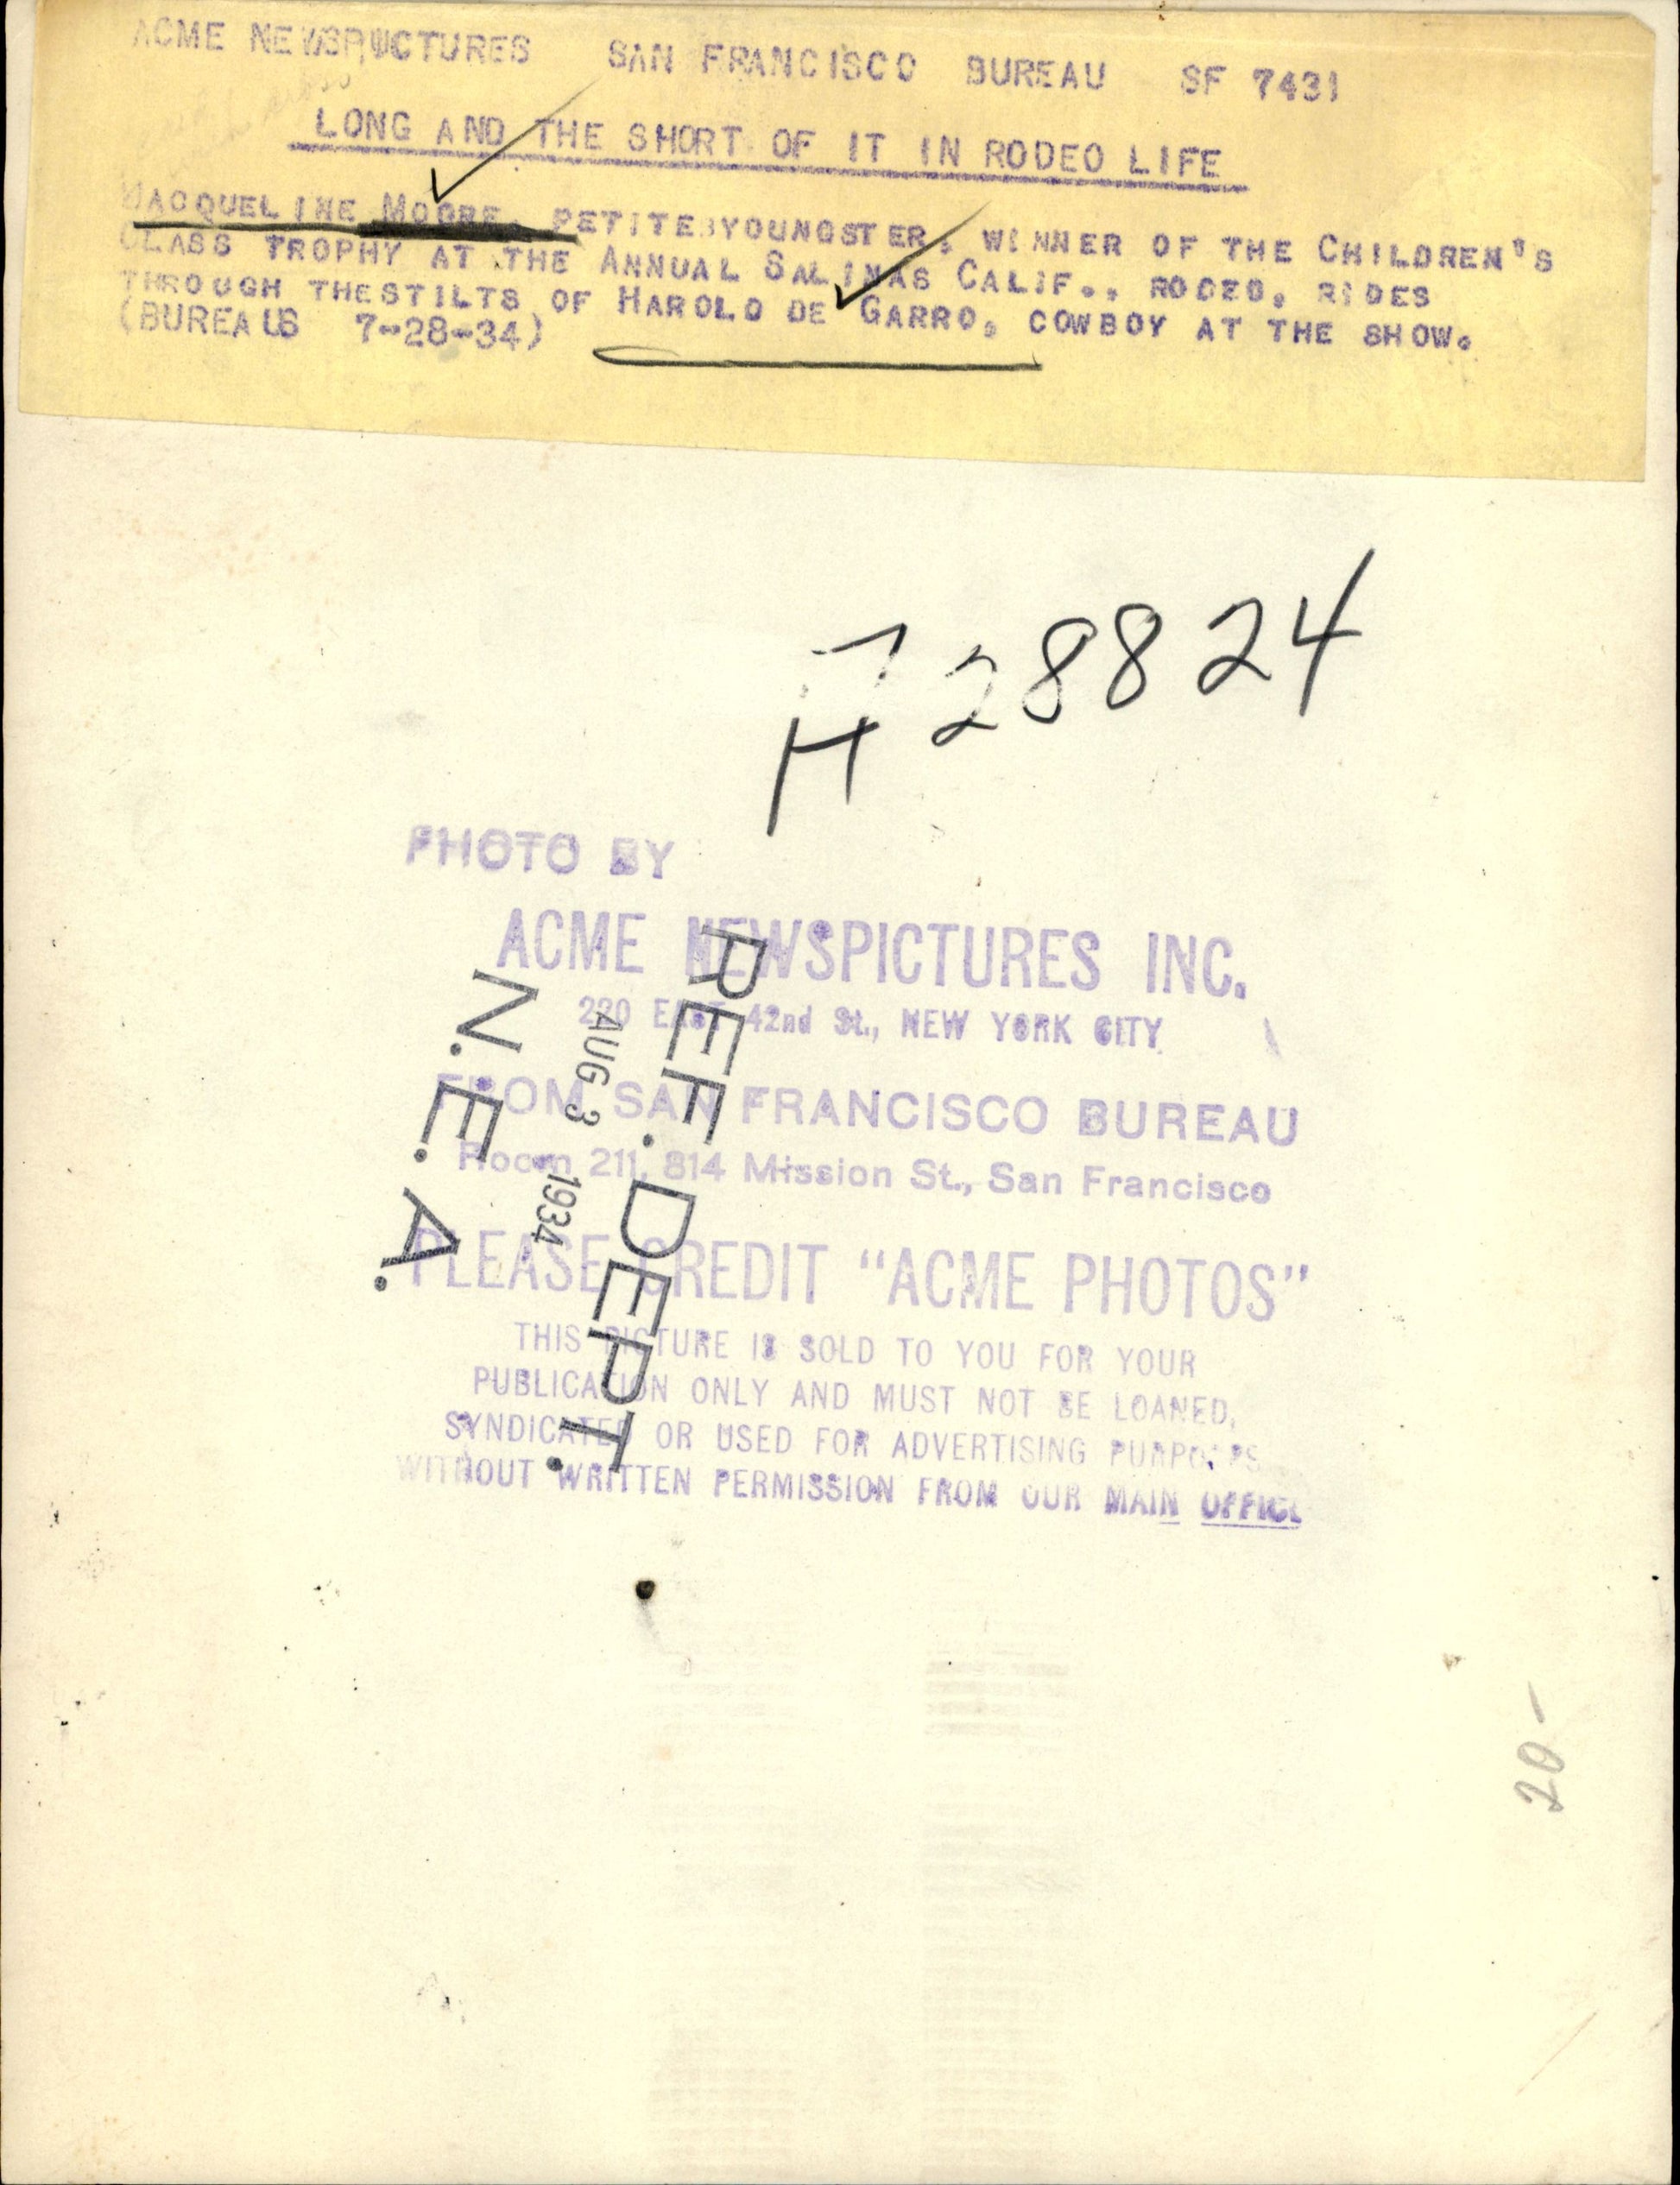 ACME NEWSPUCTURES SAN FRANCISCO BUREAU SF 7431
LONG AND THE SHORT OF IT IN RODEO LIFE
JACQUELINE MOORE, PETITE YOUNGSTER, WINNER OF THE CHILDREN'S
CLASS TROPHY AT THE ANNUAL SALINAS CALIF., RODEO, RIDES
THROUGH THESTILTS OF HAROLD DE GARRO, COWBOY AT THE SHOW.
(BUREAUS 7-28-34)
H 28824
PHOTO BY
ACME NEWSPICTURES INC.
220 EAST 42nd St., NEW YORK CITY
FROM SAN FRANCISCO BUREAU
Room 211, 814 Mission St., San Francisco
PLEASE CREDIT "ACME PHOTOS"
THIS PICTURE IS SOLD TO YOU FOR YOUR
PUBLICATION ONLY AND MUST NOT BE LOANED,
SYNDICATED OR USED FOR ADVERTISING PURPOSES
WITHOUT WRITTEN PERMISSION FROM OUR MAIN OFFICE
REF. DEPT.
AUG 3 1934
N. E. A.
20-